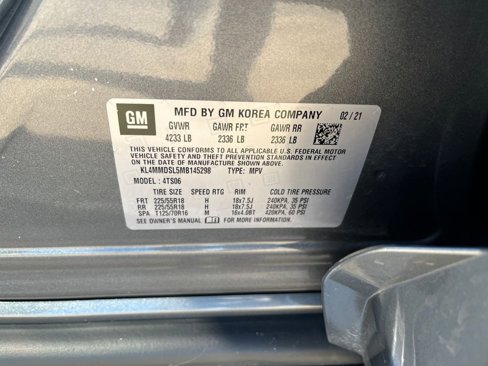 GM
MFD BY GM KOREA COMPANY 02/21
GVWR GAWR FRT GAWR RR
4233 LB 2336 LB 2336 LB
THIS VEHICLE CONFORMS TO ALL APPLICABLE U.S. FEDERAL MOTOR
VEHICLE SAFETY AND THEFT PREVENTION STANDARDS IN EFFECT
ON THE DATE OF MANUFACTURE SHOWN ABOVE.
KL4MMDSL5MB145298 TYPE: MPV
MODEL: 4TS06
TIRE SIZE SPEED RTG RIM COLD TIRE PRESSURE
FRT 225/55R18 H 18x7.5J 240KPA, 35 PSI
RR 225/55R18 H 18x7.5J 240KPA, 35 PSI
SPA T125/70R16 M 16x4.0BT 420KPA, 60 PSI
SEE OWNER'S MANUAL FOR MORE INFORMATION.